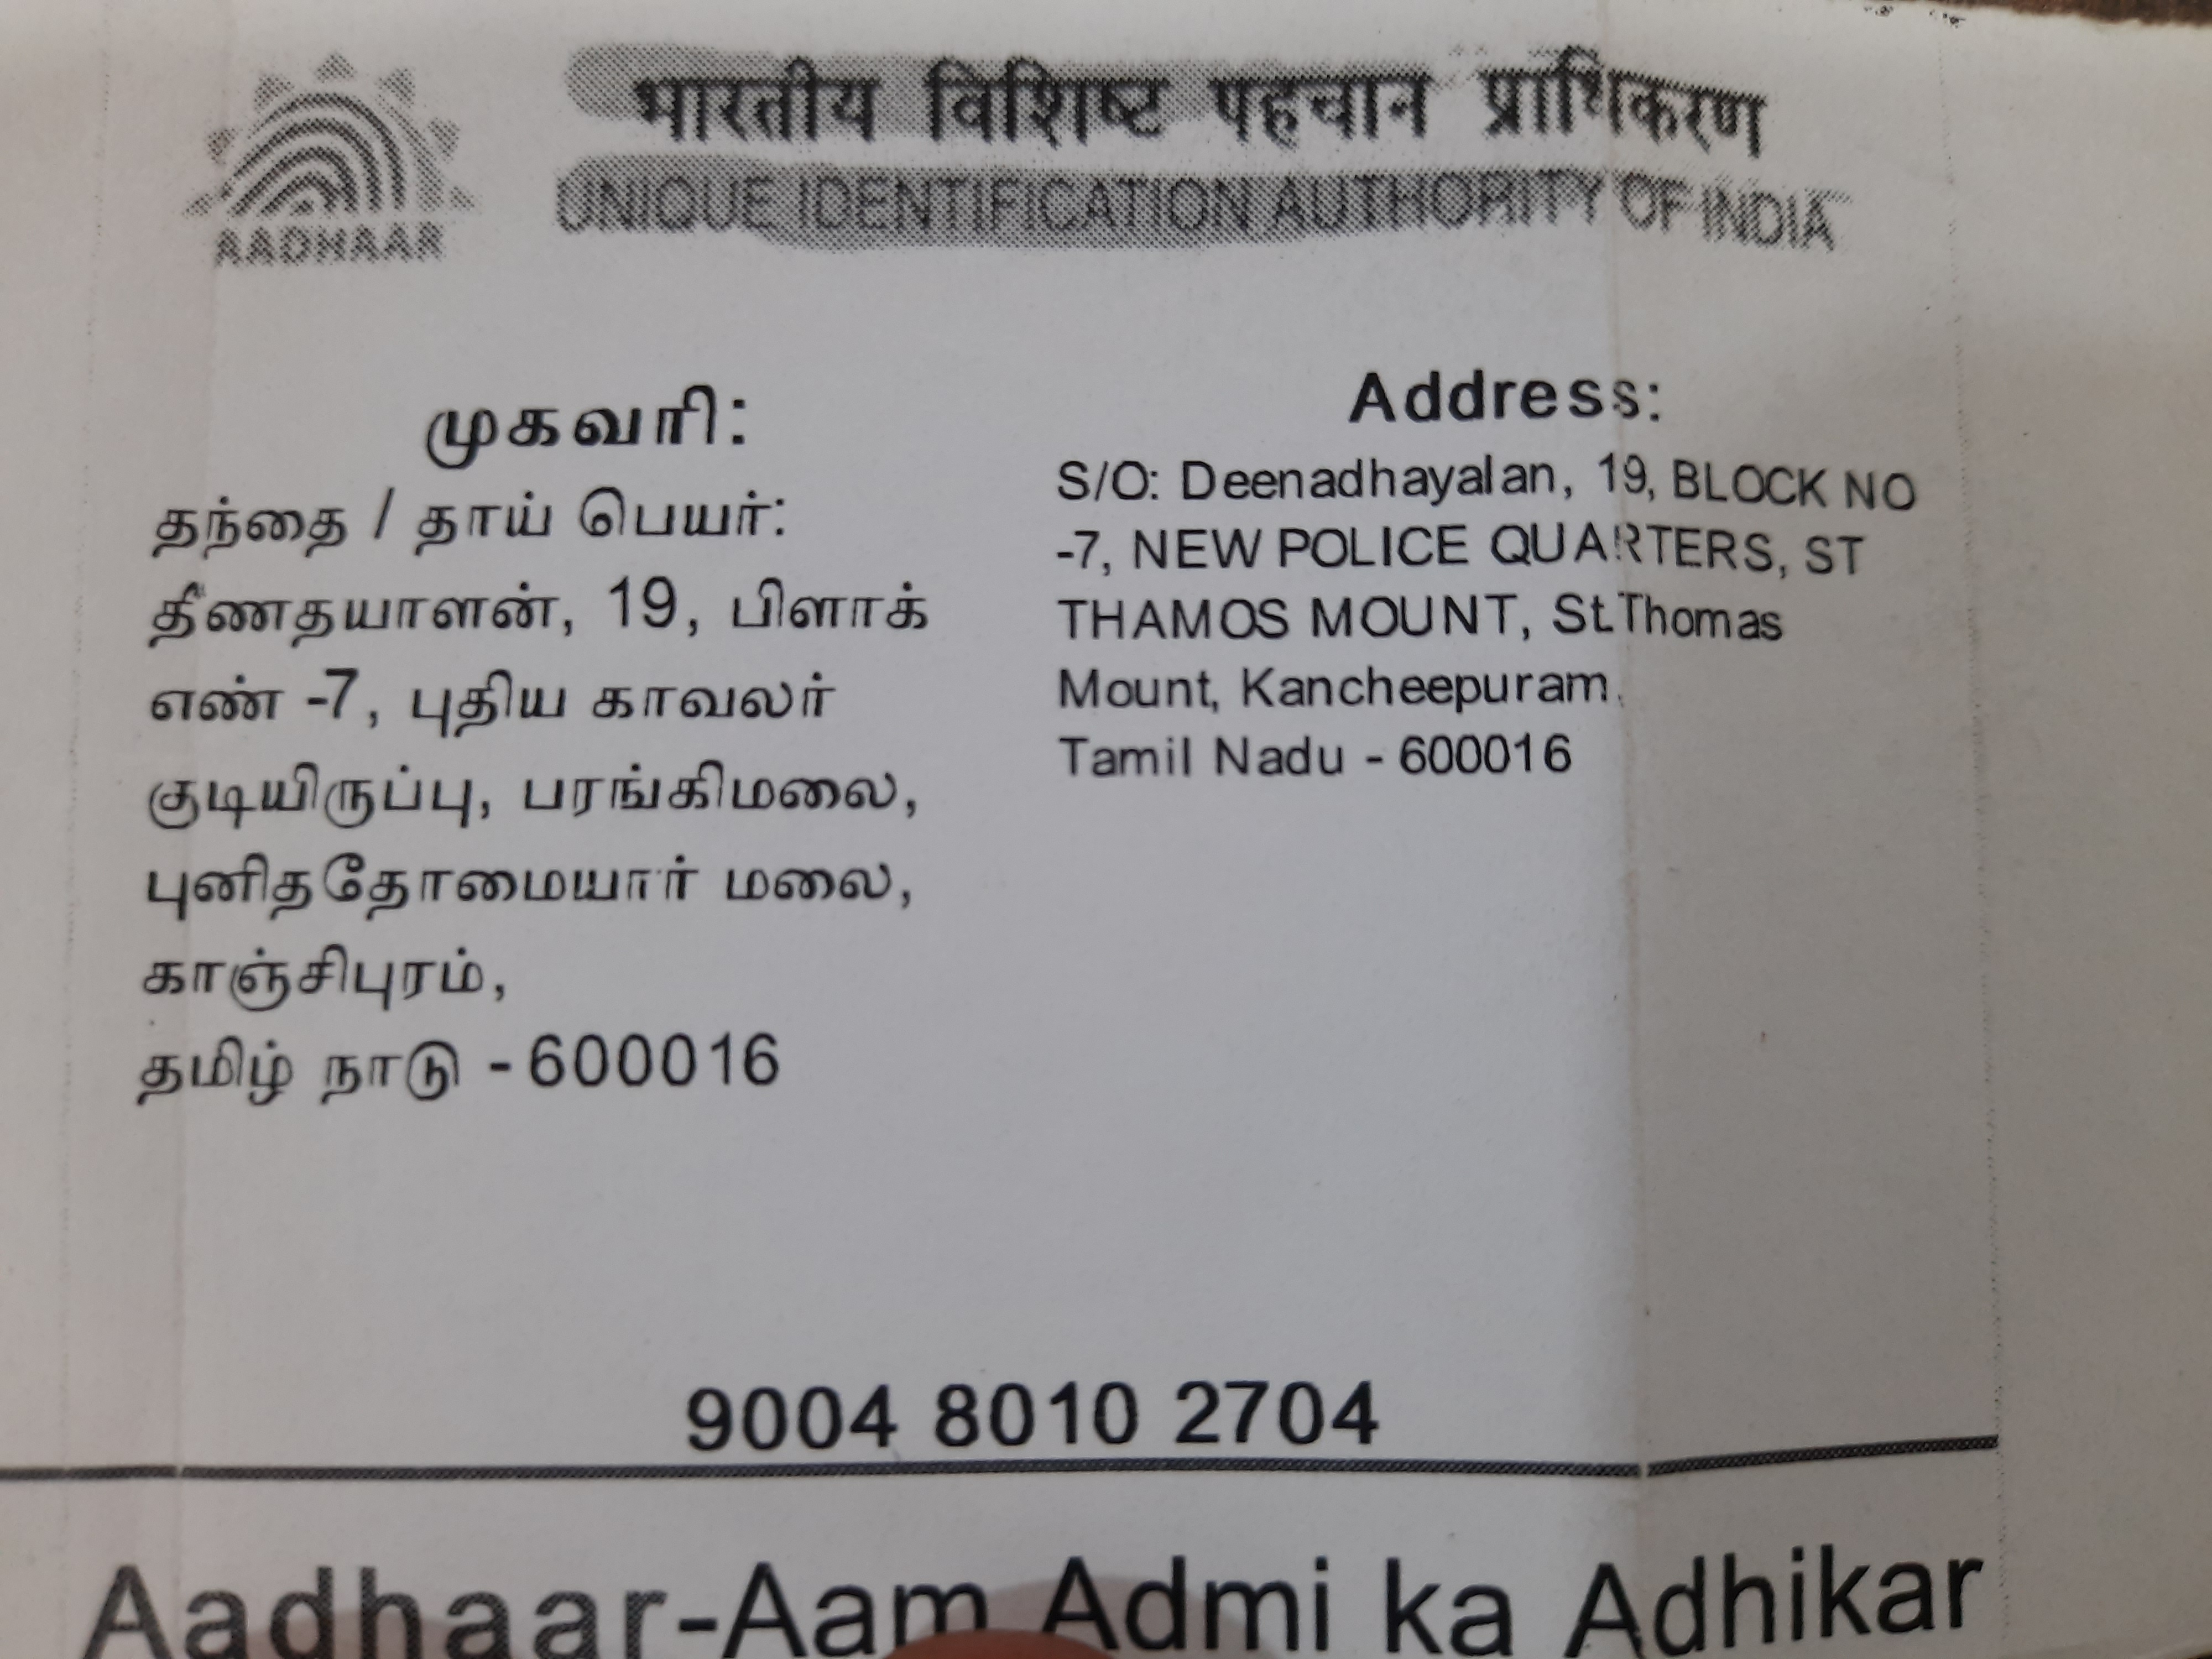 भारतीय विशिष्ट पहचान प्राधिकरण
UNIQUE IDENTIFICATION AUTHORITY OF INDIA
AADHAAR
முகவரி:
தந்தை / தாய் பெயர்:
தீணதயாளன், 19, பிளாக்
எண் -7, புதிய காவலர்
குடியிருப்பு, பரங்கிமலை,
புனிததோமையார் மலை,
காஞ்சிபுரம்,
தமிழ் நாடு - 600016
Address:
S/O: Deenadhayalan, 19, BLOCK NO
-7, NEW POLICE QUARTERS, ST
THAMOS MOUNT, St.Thomas
Mount, Kancheepuram,
Tamil Nadu - 600016
9004 8010 2704
Aadhaar-Aam Admi ka Adhikar